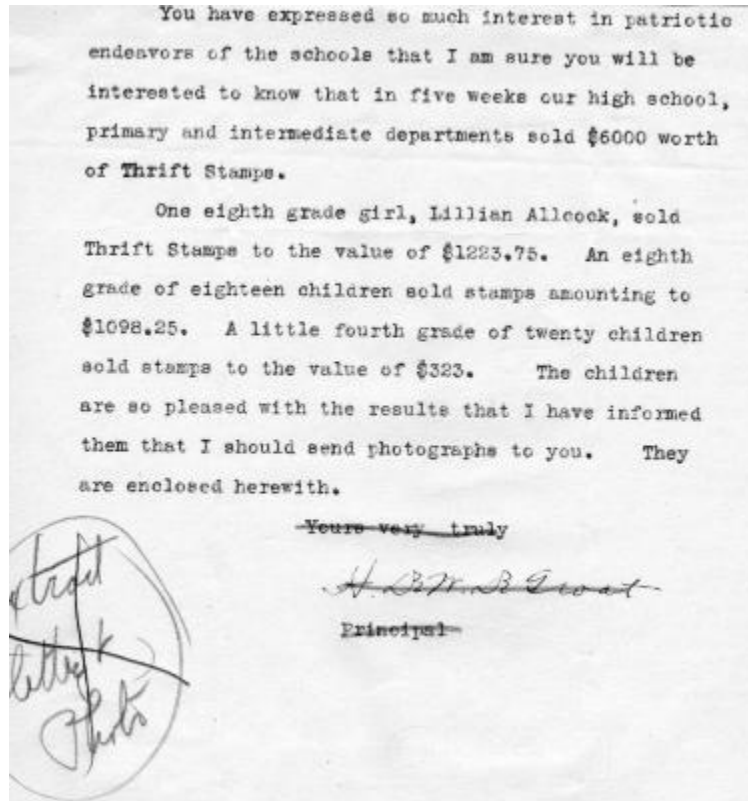 You have expressed so much interest in patriotic
endeavors of the schools that I am sure you will be
interested to know that in five weeks our high school,
primary and intermediate departments sold $6000 worth
of Thrift Stamps.
One eighth grade girl, Lillian Allcock, sold
Thrift Stamps to the value of $1223.75. An eighth
grade of eighteen children sold stamps amounting to
$1098.25. A little fourth grade of twenty children
sold stamps to the value of $323. The children
are so pleased with the results that I have informed
them that I should send photographs to you. They
are enclosed herewith.
Yours very truly
H
Principal
letter &
Photo